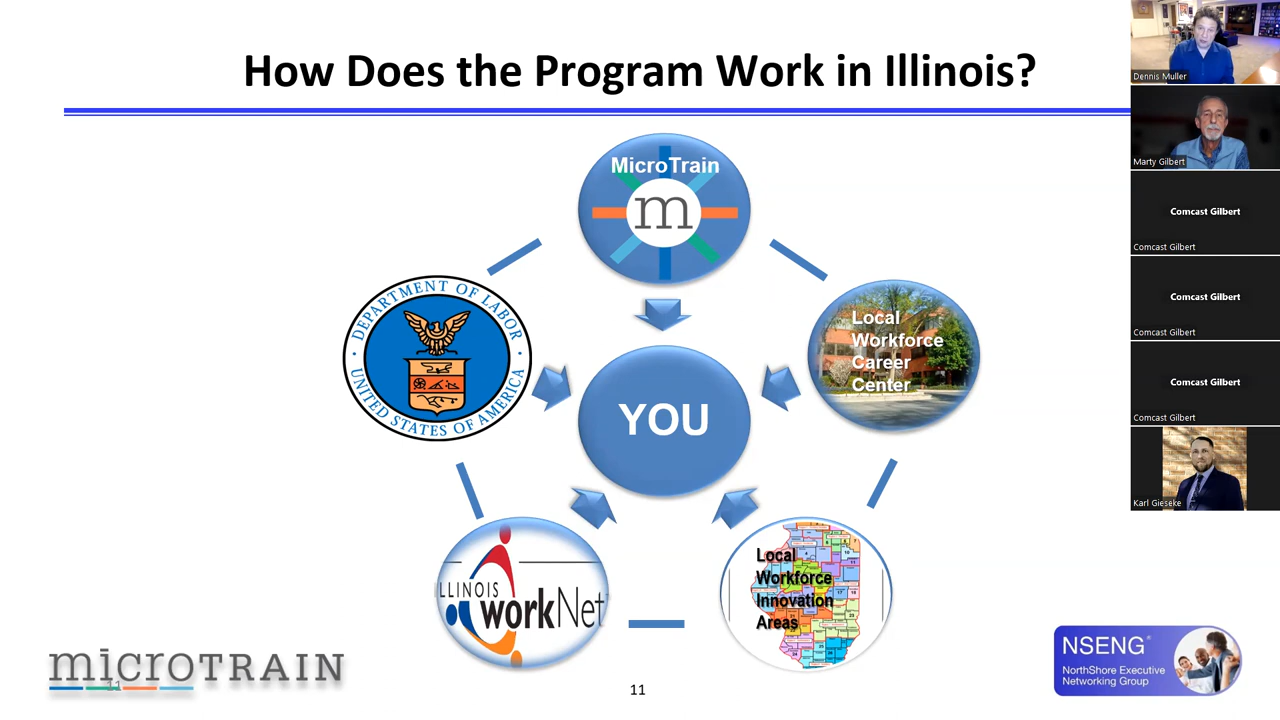 How Does the Program Work in Illinois?
MicroTrain
m
DEPARTMENT OF LABOR
UNITED STATES OF AMERICA
Local
Workforce
Career
Center
YOU
ILLINOIS
workNet
Local
Workforce
Innovation
Areas
microTRAIN
11
11
NSENG®
NorthShore Executive
Networking Group
Dennis Muller
Marty Gilbert
Comcast Gilbert
Comcast Gilbert
Comcast Gilbert
Comcast Gilbert
Comcast Gilbert
Comcast Gilbert
Karl Gieseke